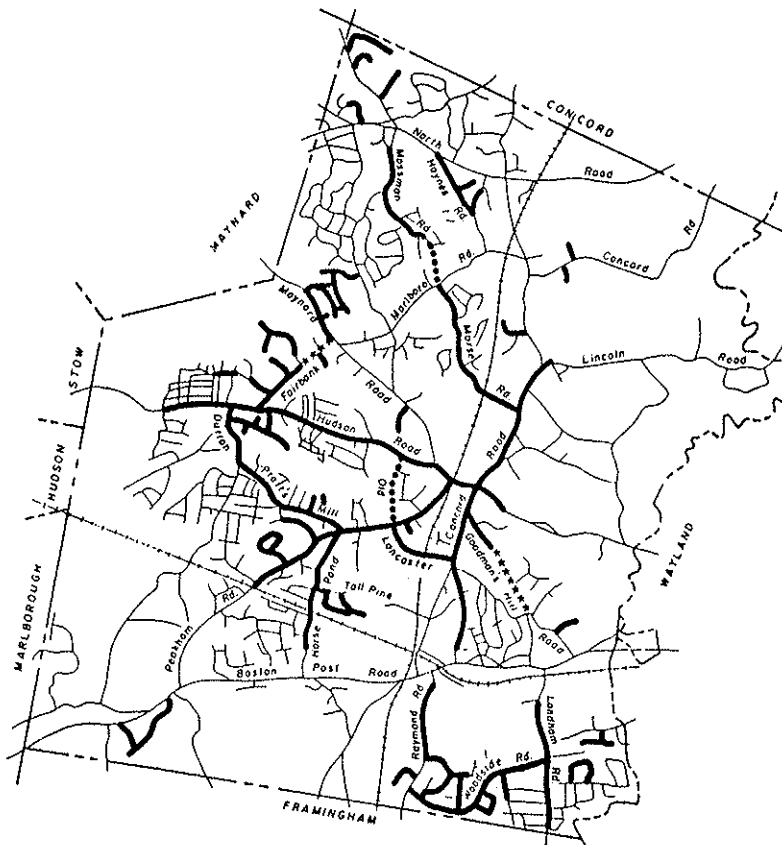 CONCORD
North
Road
Mossman
Rd.
Haynes
Rd.
MAYNARD
Concord
Rd
Marlboro
Rd.
Maynard
Road
Morse
Rd.
Lincoln
Road
STOW
Fairbank
Hudson
Road
Road
Dutton
HUDSON
Pratt's
Mill
Old
Lancaster
Concord
Goodman's
Hill
Road
WAYLAND
MARLBOROUGH
Peakham
Rd.
Pond
Horse
Tall Pine
Boston
Post
Road
Raymond
Rd
Landham
Rd
Woodside
Rd.
FRAMINGHAM